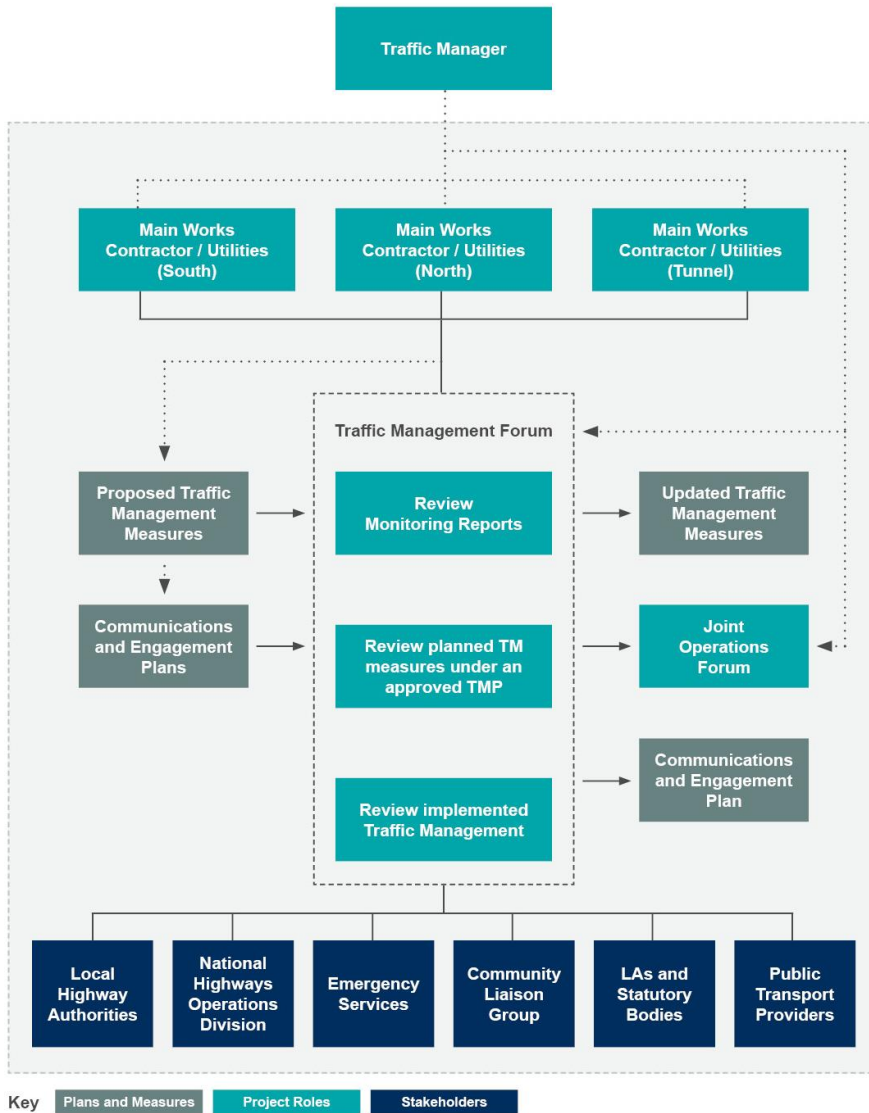 Traffic Manager
Main Works
Contractor / Utilities
(South)
Main Works
Contractor / Utilities
(North)
Main Works
Contractor / Utilities
(Tunnel)
Traffic Management Forum
Proposed Traffic
Management
Measures
Review
Monitoring Reports
Updated Traffic
Management
Measures
Communications
and Engagement
Plans
Review planned TM
measures under an
approved TMP
Joint
Operations
Forum
Communications
and Engagement
Plan
Review implemented
Traffic Management
Local
Highway
Authorities
National
Highways
Operations
Division
Emergency
Services
Community
Liaison
Group
LAs and
Statutory
Bodies
Public
Transport
Providers
Key
Plans and Measures
Project Roles
Stakeholders